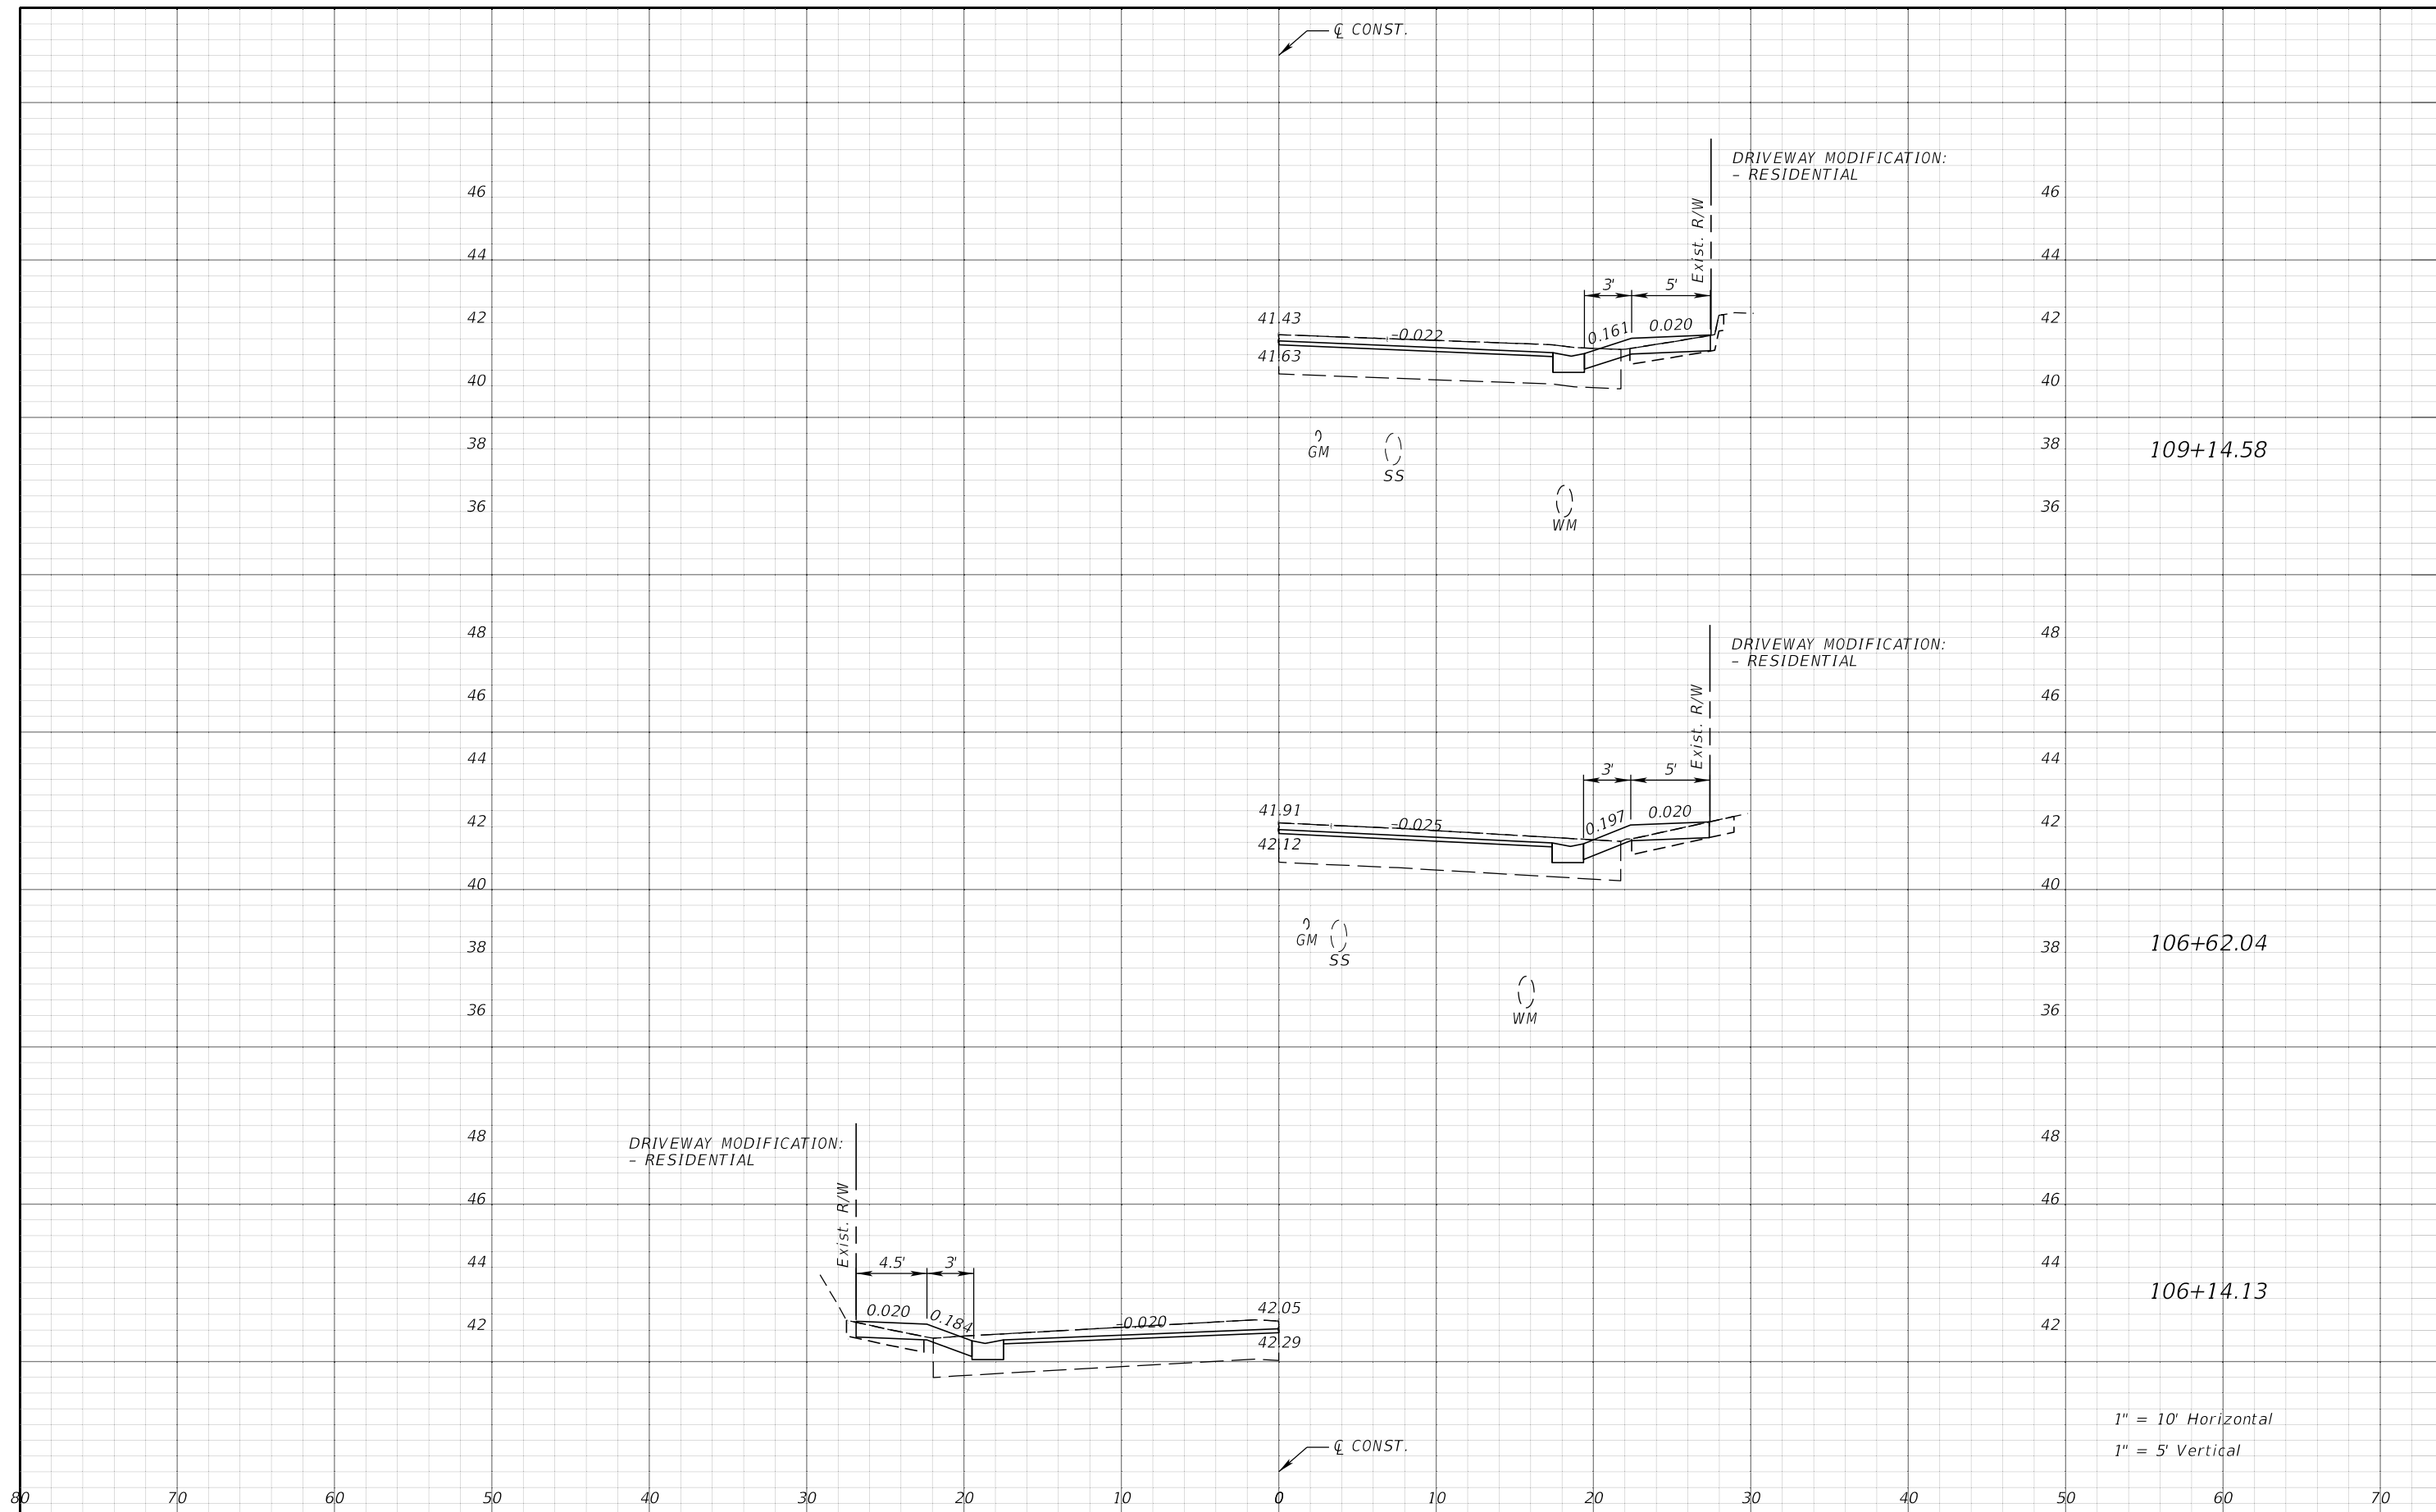 ℄ CONST.
DRIVEWAY MODIFICATION:
– RESIDENTIAL
46
46
Exist. R/W
44
44
3'
5'
42
41.43
–0.022
0.161
0.020
42
41.63
40
40
38
GM
SS
38
109+14.58
36
WM
36
48
DRIVEWAY MODIFICATION:
– RESIDENTIAL
48
46
Exist. R/W
46
44
44
3'
5'
42
41.91
–0.025
0.197
0.020
42
42.12
40
40
38
GM
SS
38
106+62.04
36
WM
36
48
DRIVEWAY MODIFICATION:
– RESIDENTIAL
48
46
Exist. R/W
46
44
4.5'
3'
44
106+14.13
42
0.020
0.184
–0.020
42.05
42
42.29
1" = 10' Horizontal
℄ CONST.
1" = 5' Vertical
80 70 60 50 40 30 20 10 0 10 20 30 40 50 60 70